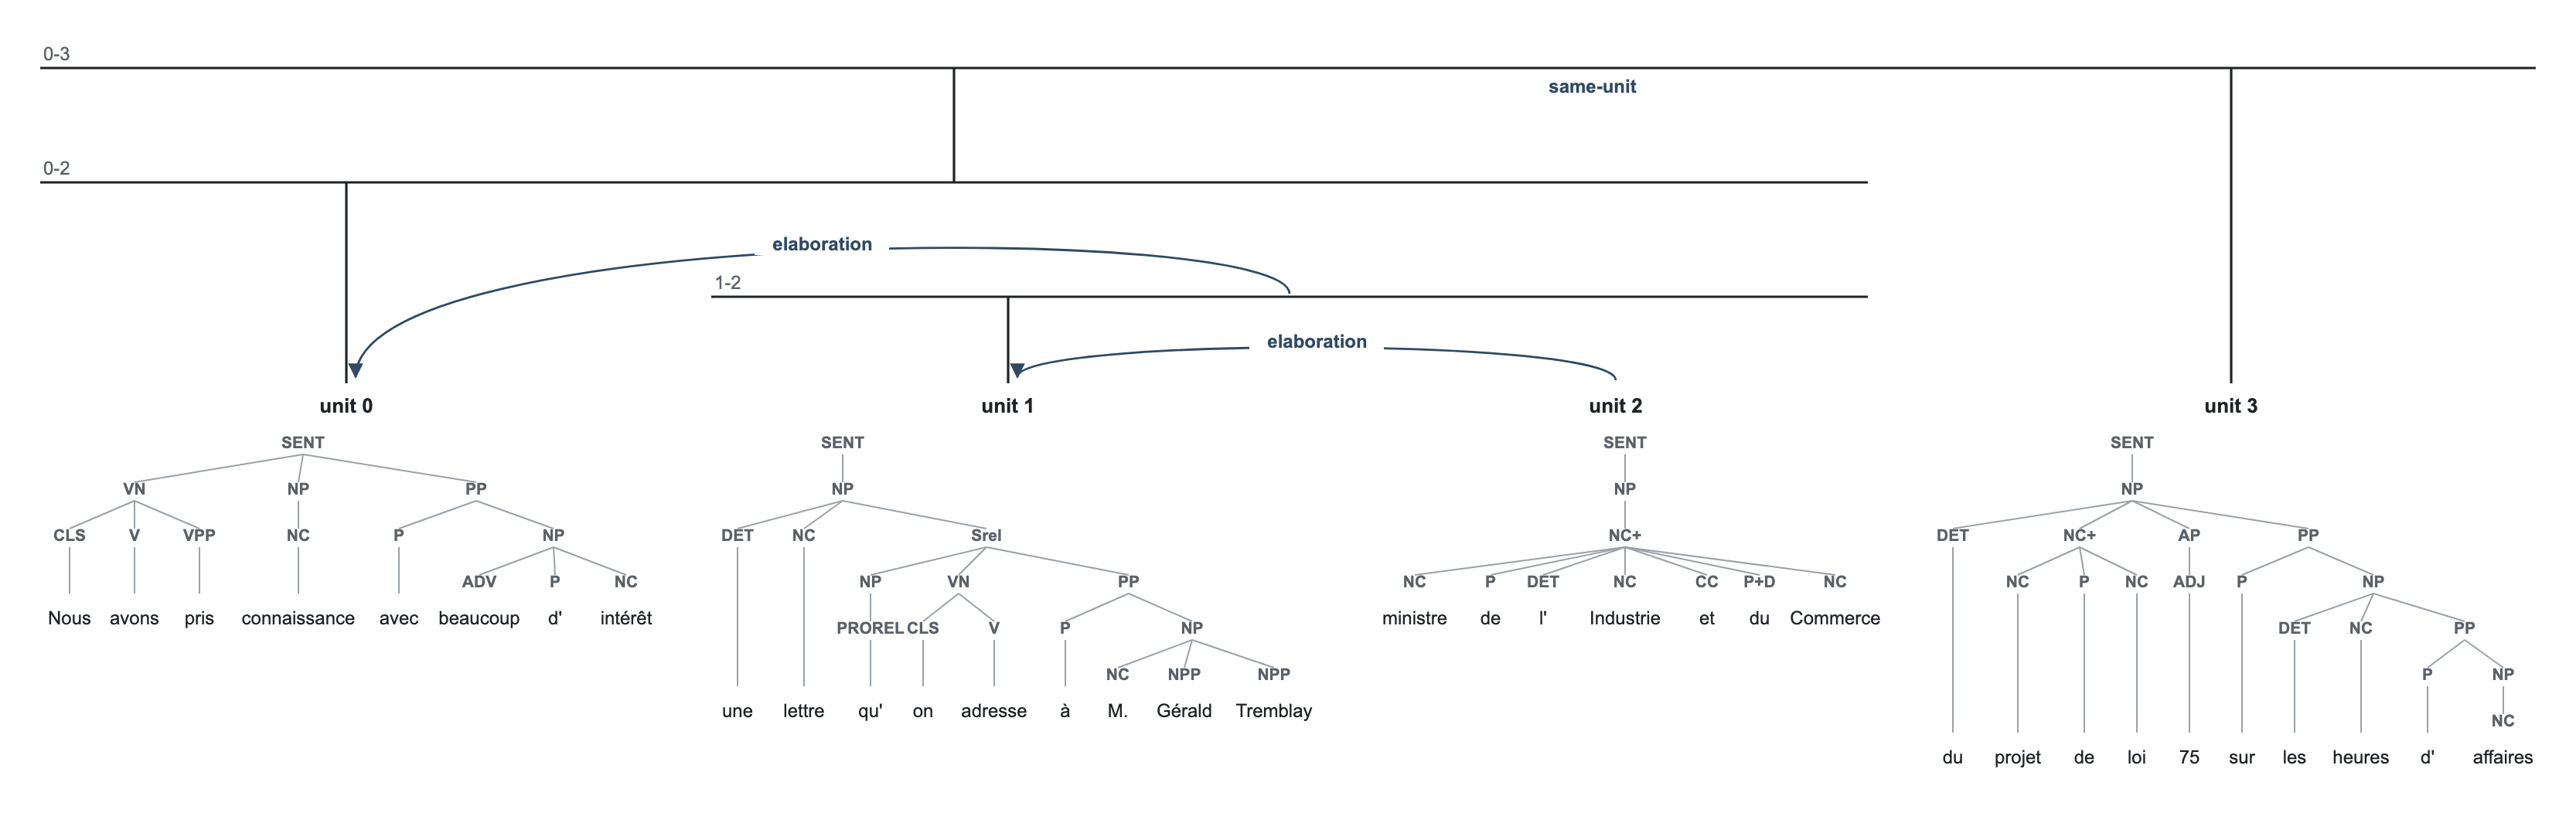 0-3
same-unit
0-2
elaboration
1-2
elaboration
unit 0 unit 1 unit 2 unit 3
SENT SENT SENT SENT
VN NP PP NP NP NP
CLS V VPP NC P NP DET NC Srel NC+ DET NC+ AP PP
ADV P NC NP VN PP NC P DET NC CC P+D NC NC P NC ADJ P NP
Nous avons pris connaissance avec beaucoup d' intérêt ministre de l' Industrie et du Commerce
PROREL CLS V P NP DET NC PP
NC NPP NPP P NP
une lettre qu' on adresse à M. Gérald Tremblay
NC
du projet de loi 75 sur les heures d' affaires